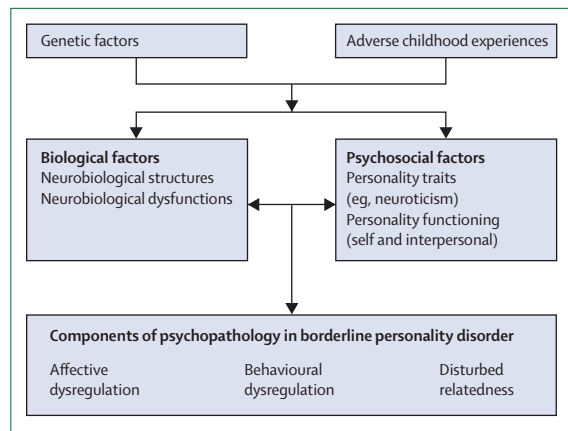 Genetic factors
Adverse childhood experiences
Biological factors
Neurobiological structures
Neurobiological dysfunctions
Psychosocial factors
Personality traits
(eg, neuroticism)
Personality functioning
(self and interpersonal)
Components of psychopathology in borderline personality disorder
Affective
dysregulation
Behavioural
dysregulation
Disturbed
relatedness